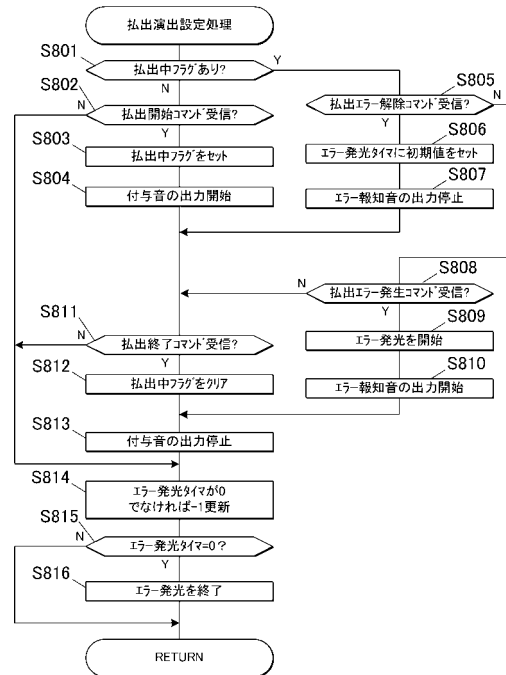 払出演出設定処理
S801
払出中フラグあり?
Y
N
S802
N
払出開始コマンド受信?
Y
S803
払出中フラグをセット
S804
付与音の出力開始
S805
払出エラー解除コマンド受信?
N
Y
S806
エラー発光タイマに初期値をセット
S807
エラー報知音の出力停止
S808
N
払出エラー発生コマンド受信?
Y
S809
エラー発光を開始
S810
エラー報知音の出力開始
S811
N
払出終了コマンド受信?
Y
S812
払出中フラグをクリア
S813
付与音の出力停止
S814
エラー発光タイマが0
でなければ-1更新
S815
N
エラー発光タイマ=0?
Y
S816
エラー発光を終了
RETURN